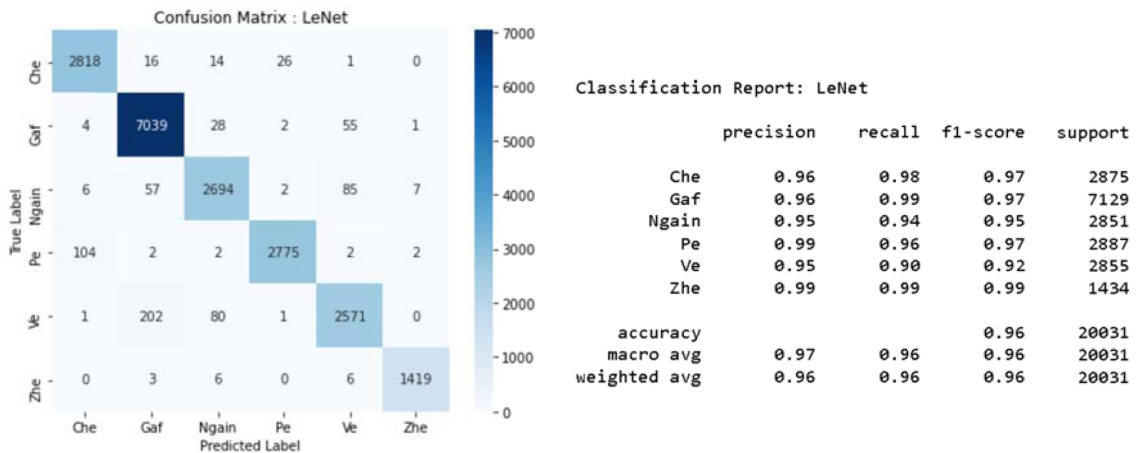 Confusion Matrix : LeNet
True Label
Che 2818 16 14 26 1 0
Gaf 4 7039 28 2 55 1
Ngain 6 57 2694 2 85 7
Pe 104 2 2 2775 2 2
Ve 1 202 80 1 2571 0
Zhe 0 3 6 0 6 1419
Che Gaf Ngain Pe Ve Zhe
Predicted Label
7000
6000
5000
4000
3000
2000
1000
0
Classification Report: LeNet
precision recall f1-score support
Che 0.96 0.98 0.97 2875
Gaf 0.96 0.99 0.97 7129
Ngain 0.95 0.94 0.95 2851
Pe 0.99 0.96 0.97 2887
Ve 0.95 0.90 0.92 2855
Zhe 0.99 0.99 0.99 1434
accuracy 0.96 20031
macro avg 0.97 0.96 0.96 20031
weighted avg 0.96 0.96 0.96 20031